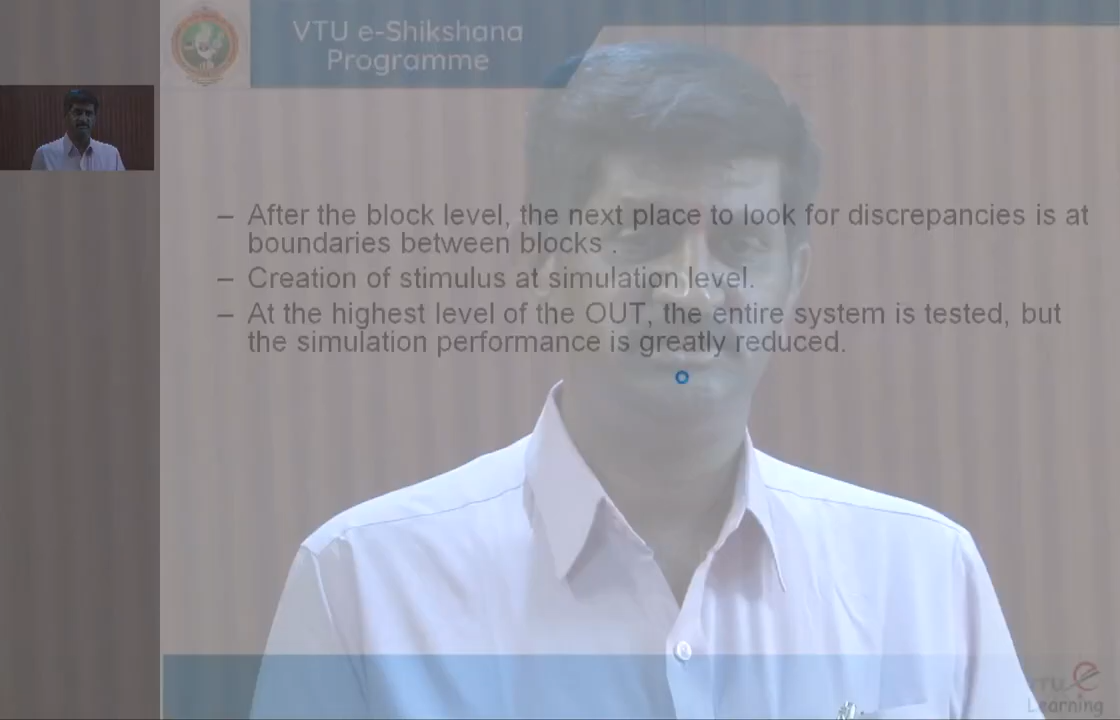 VTU e-Shikshana
Programme
– After the block level, the next place to look for discrepancies is at
boundaries between blocks .
– Creation of stimulus at simulation level.
– At the highest level of the OUT, the entire system is tested, but
the simulation performance is greatly reduced.
Learning